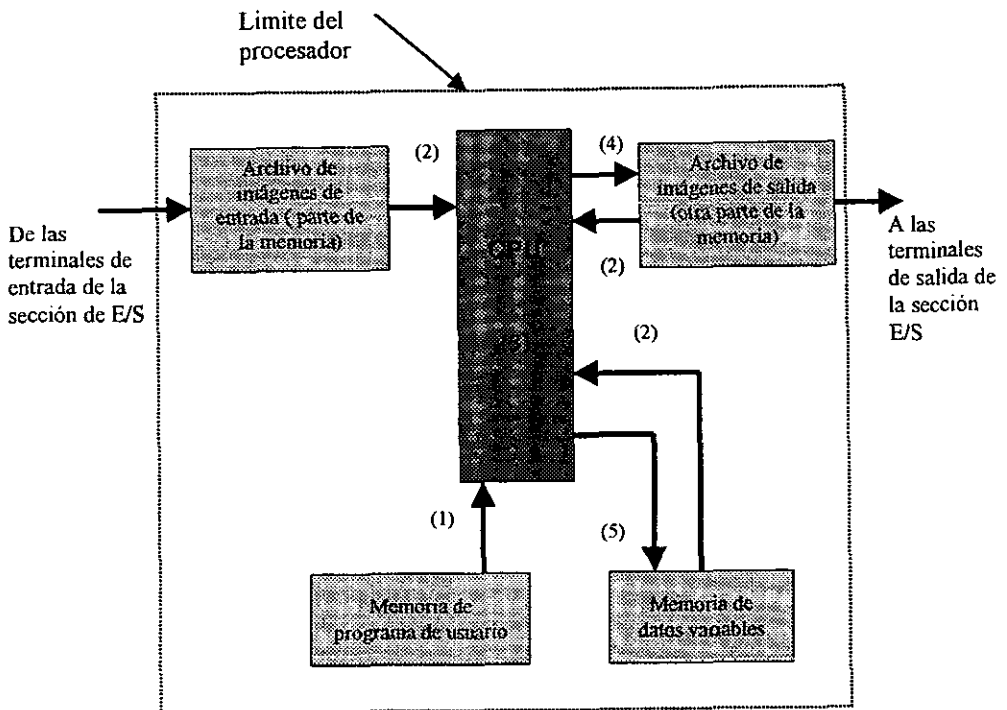 Limite del
procesador
Archivo de
imágenes de
entrada ( parte de
la memoria)
(2)
CPU
(4)
Archivo de
imágenes de salida
(otra parte de la
memoria)
(2)
De las
terminales de
entrada de la
sección de E/S
A las
terminales
de salida de
la sección
E/S
(2)
(1)
(5)
Memoria de
programa de usuario
Memoria de
datos variables